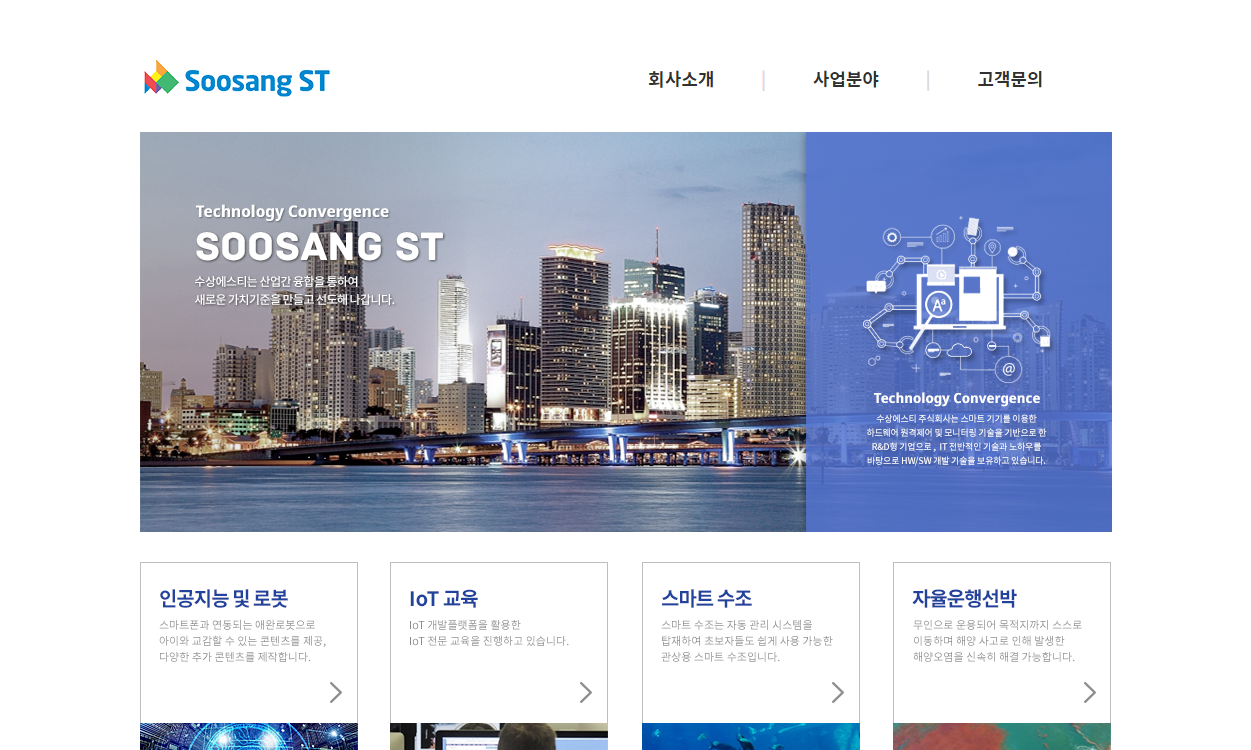 Soosang ST
회사소개
사업분야
고객문의
Technology Convergence
SOOSANG ST
수상에스티는 산업간 융합을 통하여
새로운 가치기준을 만들고 선도해 나갑니다.
Aa
@
Technology Convergence
수상에스티 주식회사는 스마트 기기를 이용한
하드웨어 원격제어 및 모니터링 기술을 기반으로 한
R&D형 기업으로, IT 전반적인 기술과 노하우를
바탕으로 HW/SW 개발 기술을 보유하고 있습니다.
인공지능 및 로봇
스마트폰과 연동되는 애완로봇으로
아이와 교감할 수 있는 콘텐츠를 제공,
다양한 추가 콘텐츠를 제작합니다.
IoT 교육
IoT 개발플랫폼을 활용한
IoT 전문 교육을 진행하고 있습니다.
스마트 수조
스마트 수조는 자동 관리 시스템을
탑재하여 초보자들도 쉽게 사용 가능한
관상용 스마트 수조입니다.
자율운행선박
무인으로 운용되어 목적지까지 스스로
이동하며 해양 사고로 인해 발생한
해양오염을 신속히 해결 가능합니다.